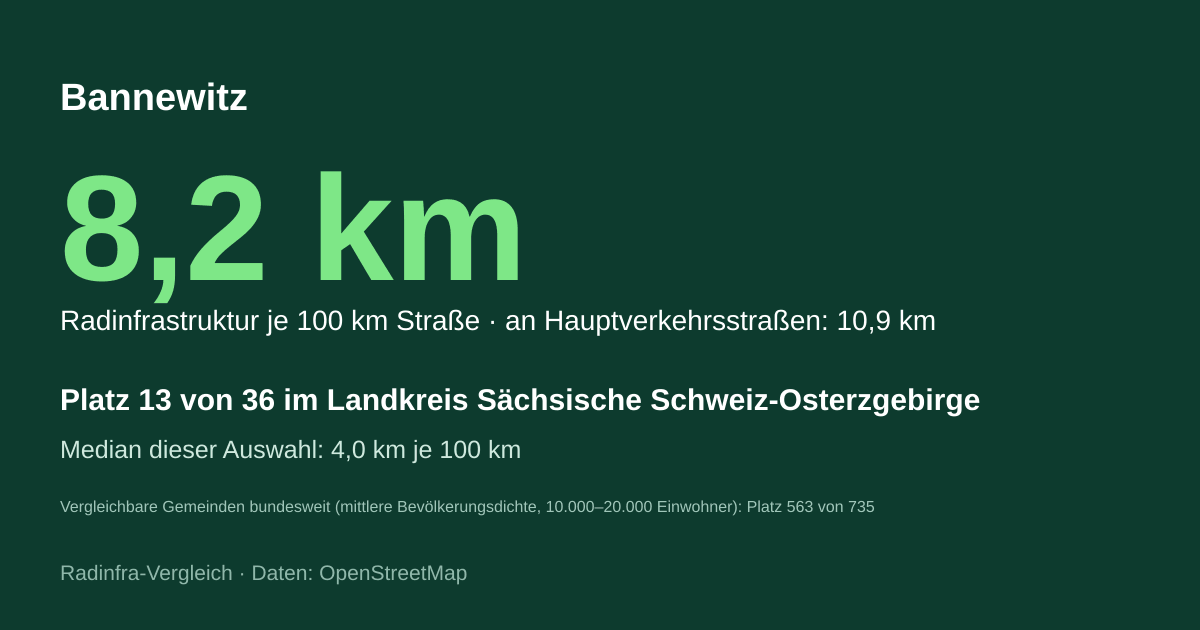 Bannewitz
8,2 km
Radinfrastruktur je 100 km Straße · an Hauptverkehrsstraßen: 10,9 km
Platz 13 von 36 im Landkreis Sächsische Schweiz-Osterzgebirge
Median dieser Auswahl: 4,0 km je 100 km
Vergleichbare Gemeinden bundesweit (mittlere Bevölkerungsdichte, 10.000–20.000 Einwohner): Platz 563 von 735
Radinfra-Vergleich · Daten: OpenStreetMap